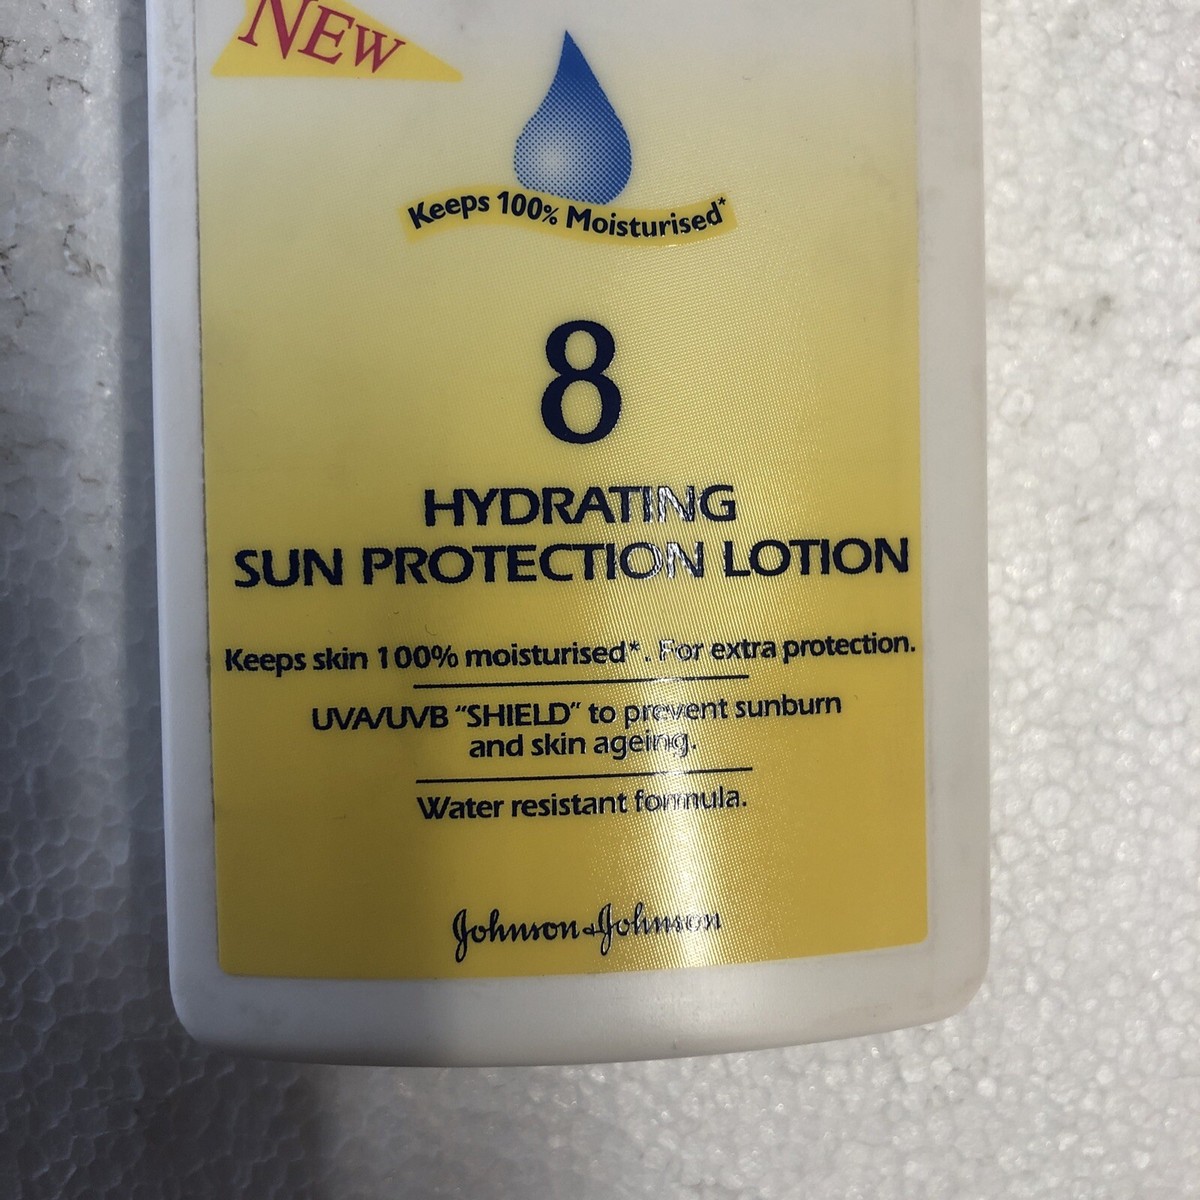 NEW
Keeps 100% Moisturised*
8
HYDRATING
SUN PROTECTION LOTION
Keeps skin 100% moisturised*. For extra protection.
UVA/UVB "SHIELD" to prevent sunburn
and skin ageing.
Water resistant formula.
Johnson & Johnson